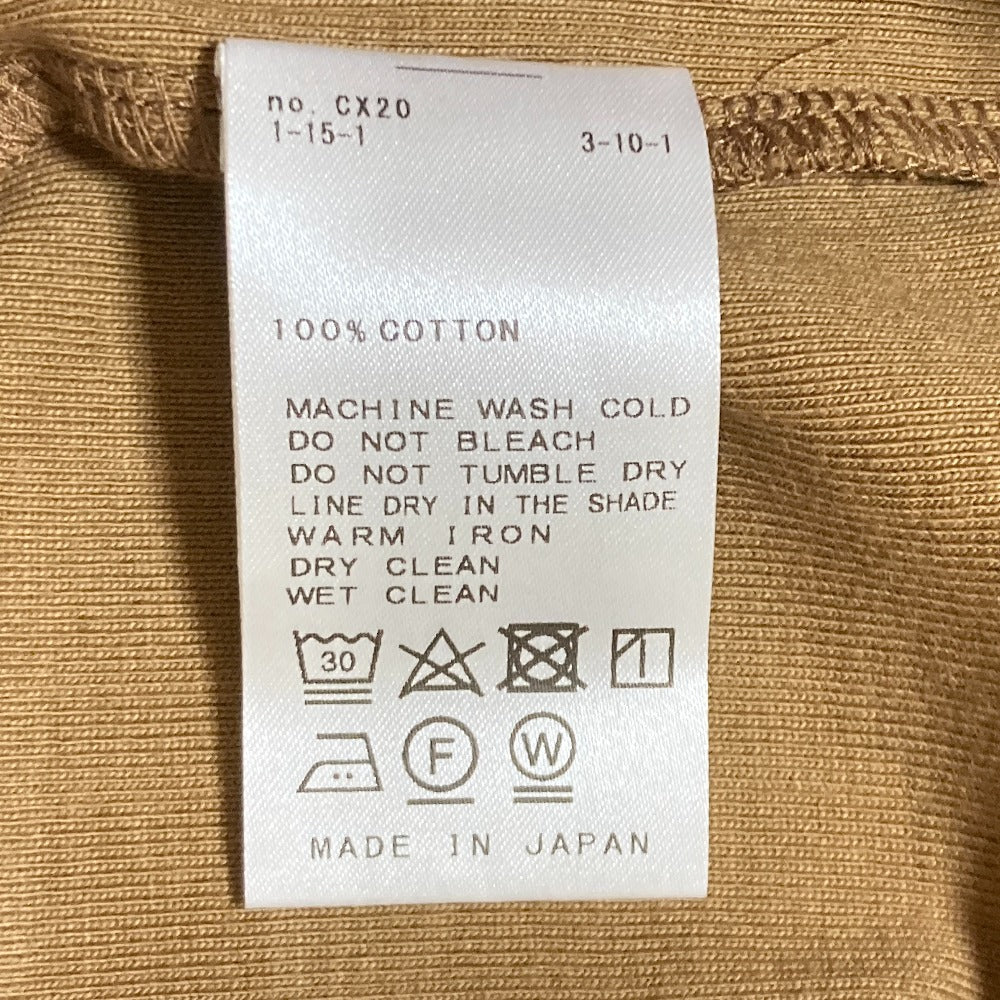 no. CX20
1-15-1 3-10-1
100% COTTON
MACHINE WASH COLD
DO NOT BLEACH
DO NOT TUMBLE DRY
LINE DRY IN THE SHADE
WARM IRON
DRY CLEAN
WET CLEAN
30
F W
MADE IN JAPAN